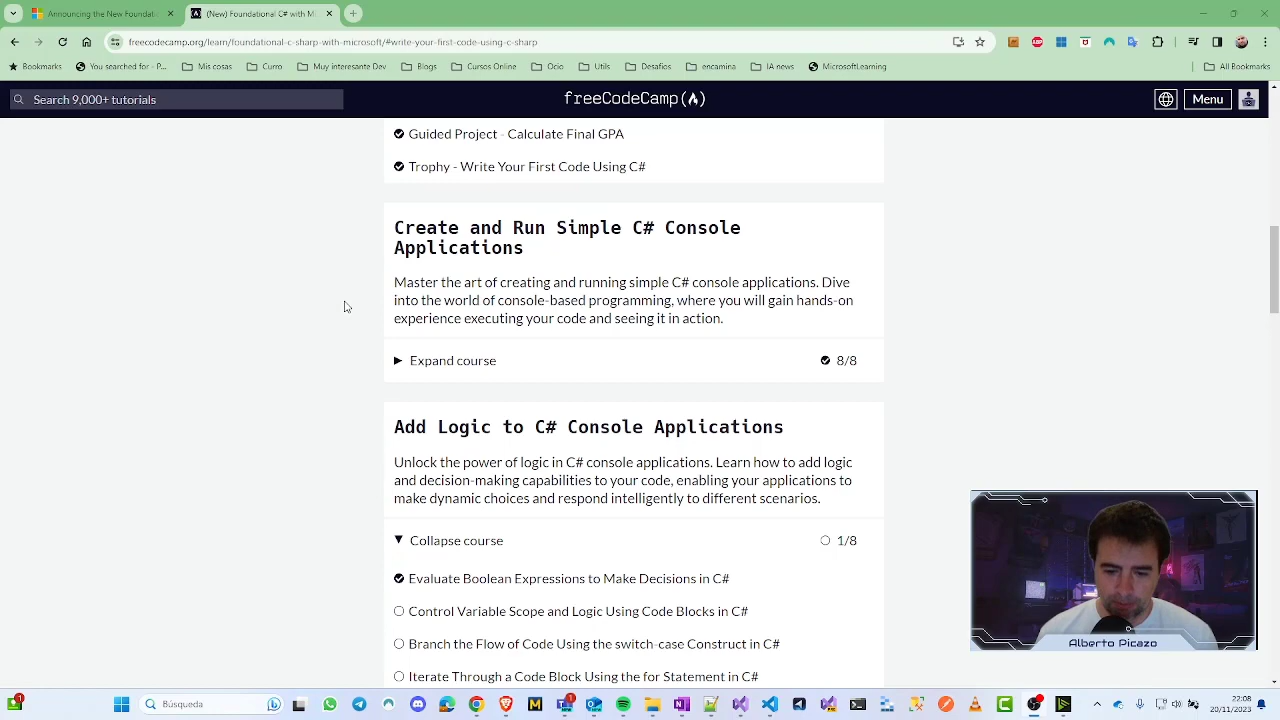 Announcing the New Foundatio
(New) Foundational C# with Mi
freecodecamp.org/learn/foundational-c-sharp-with-microsoft/#write-your-first-code-using-c-sharp
Bookmarks
You searched for - P...
Mis cosas
Curro
Muy interesante Dev
Blogs
Cursos Online
Ocio
Utils
Desafios
encamina
IA news
MicrosoftLearning
All Bookmarks
Search 9,000+ tutorials
freeCodeCamp
Menu
Guided Project - Calculate Final GPA
Trophy - Write Your First Code Using C#
Create and Run Simple C# Console
Applications
Master the art of creating and running simple C# console applications. Dive
into the world of console-based programming, where you will gain hands-on
experience executing your code and seeing it in action.
Expand course
8/8
Add Logic to C# Console Applications
Unlock the power of logic in C# console applications. Learn how to add logic
and decision-making capabilities to your code, enabling your applications to
make dynamic choices and respond intelligently to different scenarios.
Collapse course
1/8
Evaluate Boolean Expressions to Make Decisions in C#
Control Variable Scope and Logic Using Code Blocks in C#
Branch the Flow of Code Using the switch-case Construct in C#
Iterate Through a Code Block Using the for Statement in C#
Alberto Picazo
Búsqueda
22:08
20/11/2023